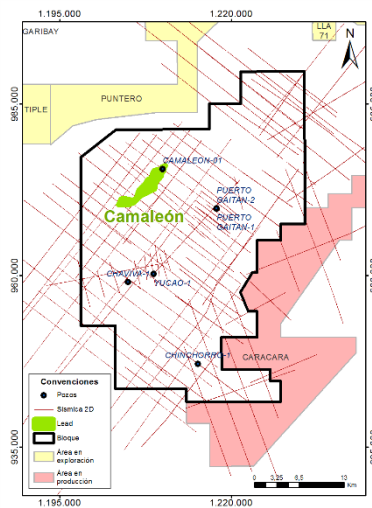 1.195.000 1.220.000
GARIBAY
LLA
71
N
985.000
PUNTERO
TIPLE
CAMALEON-01
PUERTO
GAITAN-2
PUERTO
GAITAN-1
Camaleón
960.000
CHAVIVA-1
YUCAO-1
CHINCHORRO-1
CARACARA
Convenciones
Pozos
Sísmica 2D
Lead
Bloque
Área en
exploración
Área en
producción
935.000
0 3,25 6,5 13
Km
1.195.000 1.220.000